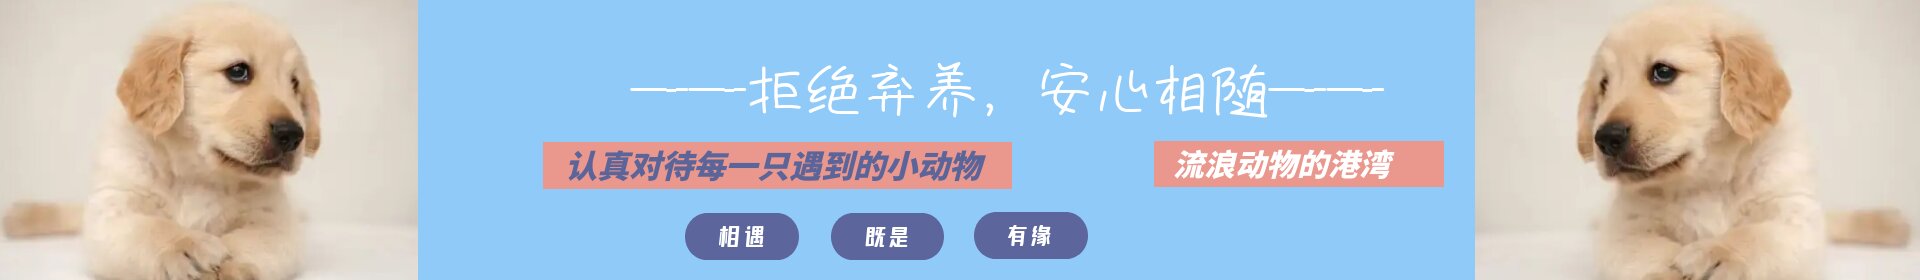 ——拒绝弃养，安心相随——
认真对待每一只遇到的小动物
流浪动物的港湾
相遇
既是
有缘